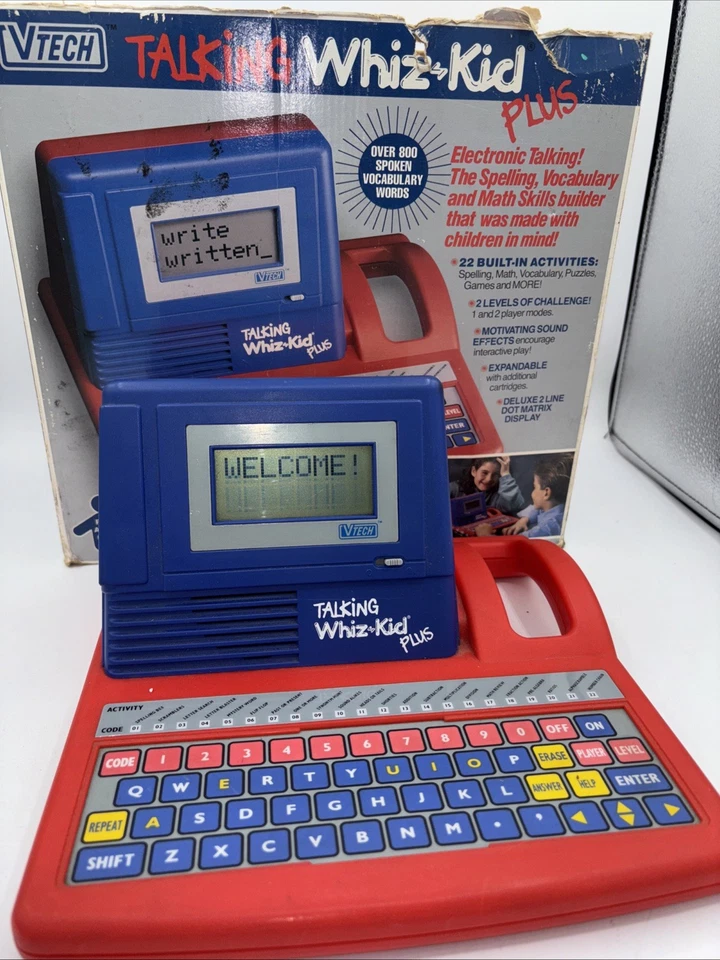 VTECH™
TALKING Whiz-Kid
PLUS
OVER 800
SPOKEN
VOCABULARY
WORDS
Electronic Talking!
The Spelling, Vocabulary
and Math Skills builder
that was made with
children in mind!
22 BUILT-IN ACTIVITIES:
Spelling, Math, Vocabulary, Puzzles,
Games and MORE!
2 LEVELS OF CHALLENGE!
1 and 2 player modes.
MOTIVATING SOUND
EFFECTS encourage
interactive play!
EXPANDABLE
with additional
cartridges.
DELUXE 2 LINE
DOT MATRIX
DISPLAY
write
written_
VTECH
TALKING
Whiz-Kid PLUS
LEVEL
WELCOME!
VTECH™
TALKING
Whiz-Kid PLUS
ACTIVITY
CODE 01 02 03 04 05 06 07 08 09 10 11 12 13 14 15 16 17 18 19 20 21 22
CODE 1 2 3 4 5 6 7 8 9 0 OFF ON
Q W E R T Y U I O P ERASE PLAYER LEVEL
REPEAT A S D F G H J K L ANSWER HELP ENTER
SHIFT Z X C V B N M